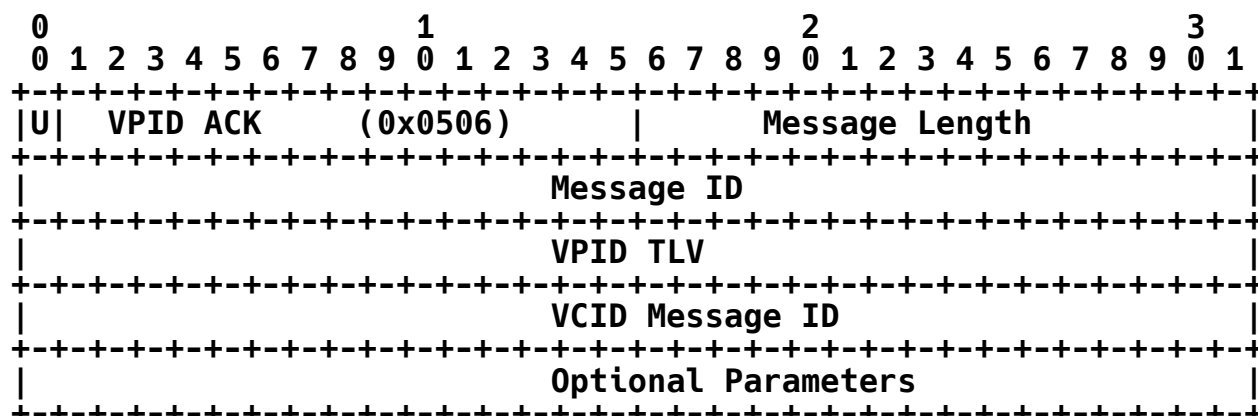 0                   1                   2                   3
 0 1 2 3 4 5 6 7 8 9 0 1 2 3 4 5 6 7 8 9 0 1 2 3 4 5 6 7 8 9 0 1
+-+-+-+-+-+-+-+-+-+-+-+-+-+-+-+-+-+-+-+-+-+-+-+-+-+-+-+-+-+-+-+-+
|U|  VPID ACK     (0x0506)      |      Message Length           |
+-+-+-+-+-+-+-+-+-+-+-+-+-+-+-+-+-+-+-+-+-+-+-+-+-+-+-+-+-+-+-+-+
|                           Message ID                          |
+-+-+-+-+-+-+-+-+-+-+-+-+-+-+-+-+-+-+-+-+-+-+-+-+-+-+-+-+-+-+-+-+
|                           VPID TLV                            |
+-+-+-+-+-+-+-+-+-+-+-+-+-+-+-+-+-+-+-+-+-+-+-+-+-+-+-+-+-+-+-+-+
|                           VCID Message ID                     |
+-+-+-+-+-+-+-+-+-+-+-+-+-+-+-+-+-+-+-+-+-+-+-+-+-+-+-+-+-+-+-+-+
|                           Optional Parameters                 |
+-+-+-+-+-+-+-+-+-+-+-+-+-+-+-+-+-+-+-+-+-+-+-+-+-+-+-+-+-+-+-+-+